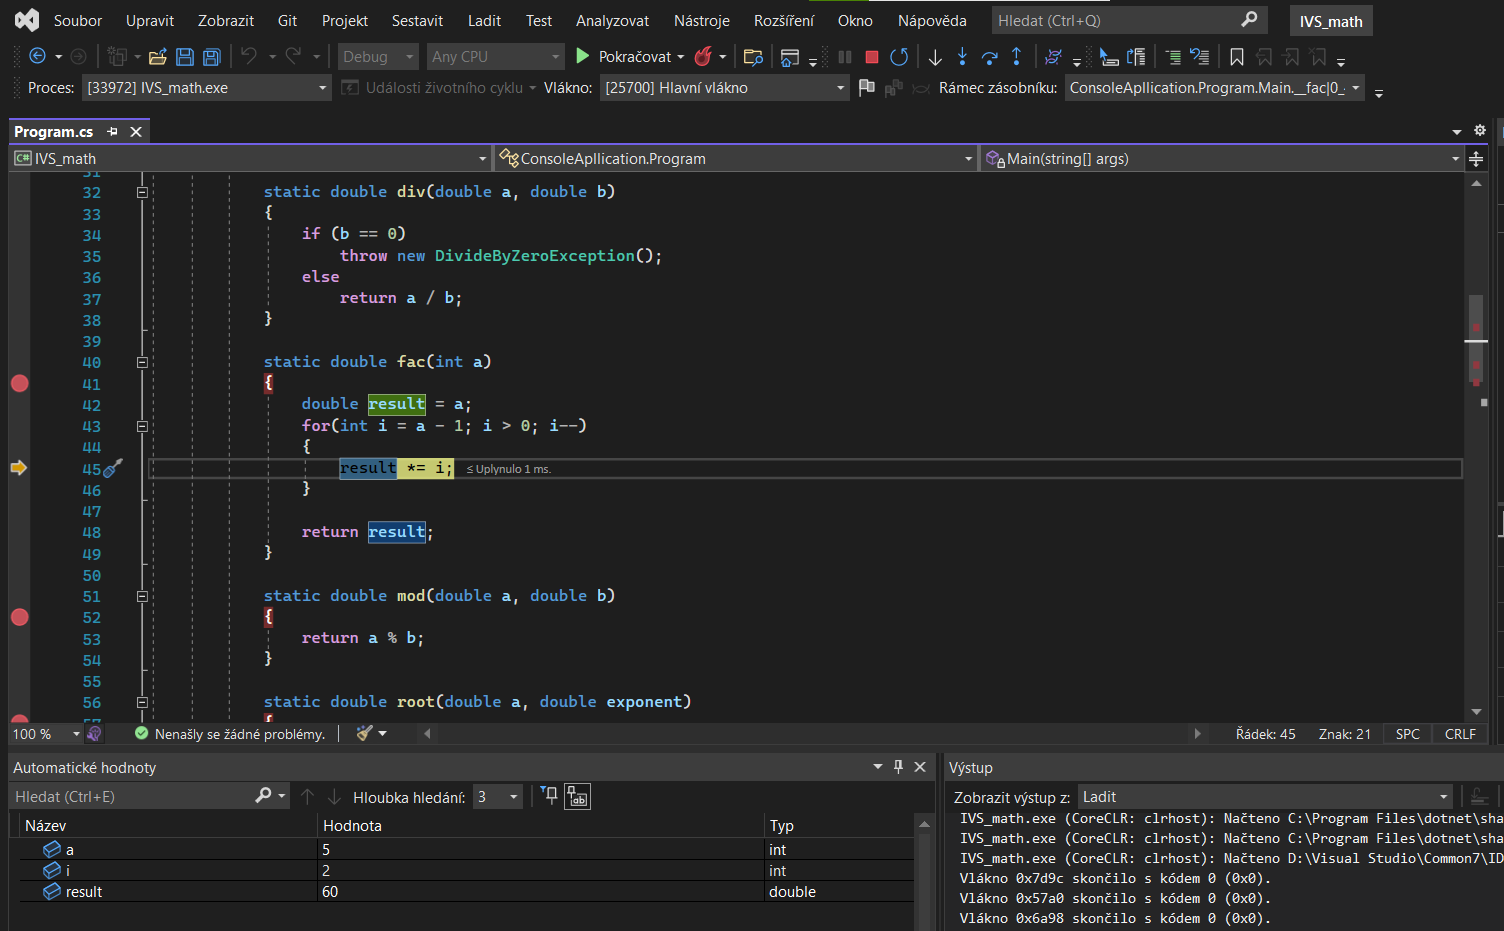 Soubor Upravit Zobrazit Git Projekt Sestavit Ladit Test Analyzovat Nástroje Rozšíření Okno Nápověda Hledat (Ctrl+Q) IVS_math
Debug Any CPU Pokračovat
Proces: [33972] IVS_math.exe Události životního cyklu Vlákno: [25700] Hlavní vlákno Rámec zásobníku: ConsoleApllication.Program.Main.__fac|0_
Program.cs
C# IVS_math ConsoleApllication.Program Main(string[] args)
31
32 static double div(double a, double b)
33 {
34 if (b == 0)
35 throw new DivideByZeroException();
36 else
37 return a / b;
38 }
39
40 static double fac(int a)
41 {
42 double result = a;
43 for(int i = a - 1; i > 0; i--)
44 {
45 result *= i; ≤ Uplynulo 1 ms.
46 }
47
48 return result;
49 }
50
51 static double mod(double a, double b)
52 {
53 return a % b;
54 }
55
56 static double root(double a, double exponent)
57 {
100 % Nenašly se žádné problémy. Řádek: 45 Znak: 21 SPC CRLF
Automatické hodnoty
Hledat (Ctrl+E) Hloubka hledání: 3
Název Hodnota Typ
a 5 int
i 2 int
result 60 double
Výstup
Zobrazit výstup z: Ladit
IVS_math.exe (CoreCLR: clrhost): Načteno C:\Program Files\dotnet\sha
IVS_math.exe (CoreCLR: clrhost): Načteno C:\Program Files\dotnet\sha
IVS_math.exe (CoreCLR: clrhost): Načteno D:\Visual Studio\Common7\ID
Vlákno 0x7d9c skončilo s kódem 0 (0x0).
Vlákno 0x57a0 skončilo s kódem 0 (0x0).
Vlákno 0x6a98 skončilo s kódem 0 (0x0).